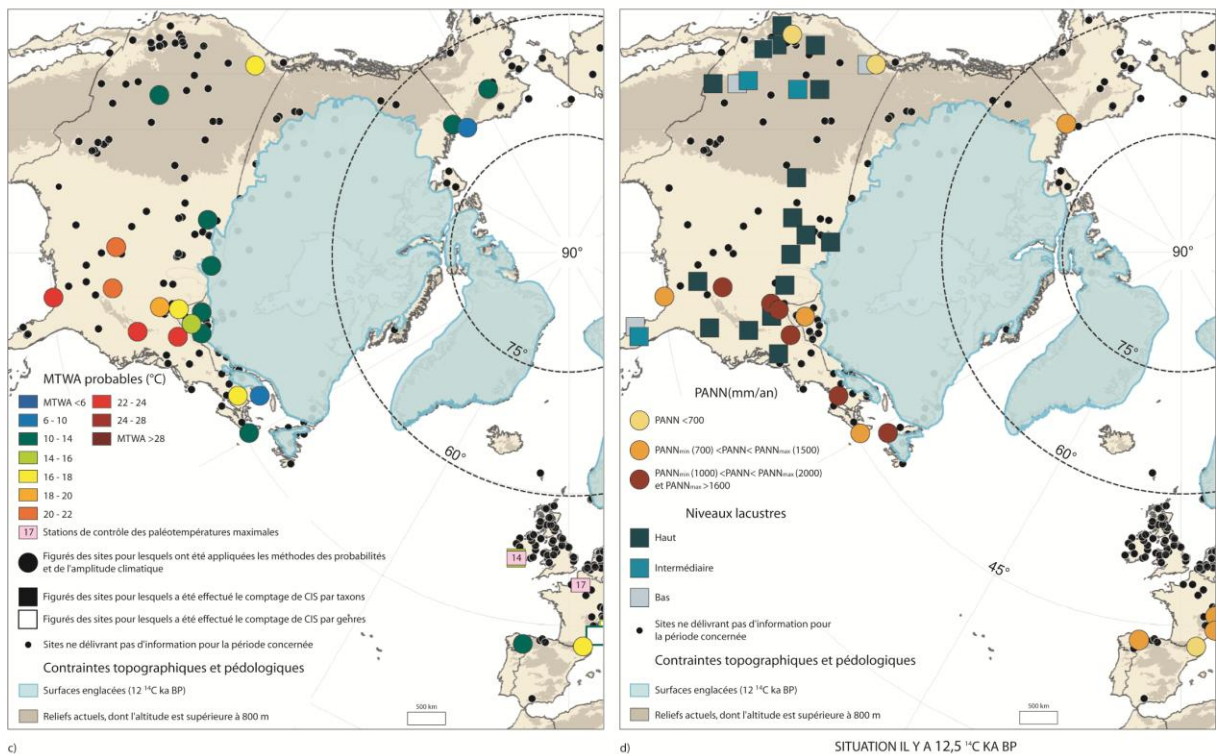 90°
75°
60°
MTWA probables (°C)
MTWA <6
22 - 24
6 - 10
24 - 28
10 - 14
MTWA >28
14 - 16
16 - 18
18 - 20
20 - 22
17 Stations de contrôle des paléotempératures maximales
Figurés des sites pour lesquels ont été appliquées les méthodes des probabilités
et de l'amplitude climatique
Figurés des sites pour lesquels a été effectué le comptage de CIS par taxons
Figurés des sites pour lesquels a été effectué le comptage de CIS par genres
Sites ne délivrant pas d'information pour la période concernée
Contraintes topographiques et pédologiques
Surfaces englacées (12 ¹⁴C ka BP)
Reliefs actuels, dont l'altitude est supérieure à 800 m
14
17
500 km
c)
90°
75°
60°
45°
PANN(mm/an)
PANN <700
PANNmin (700) <PANN< PANNmax (1500)
PANNmin (1000) <PANN< PANNmax (2000)
et PANNmax >1600
Niveaux lacustres
Haut
Intermédiaire
Bas
Sites ne délivrant pas d'information pour
la période concernée
Contraintes topographiques et pédologiques
Surfaces englacées (12 ¹⁴C ka BP)
Reliefs actuels, dont l'altitude est supérieure à 800 m
500 km
d)
SITUATION IL Y A 12,5 ¹⁴C KA BP